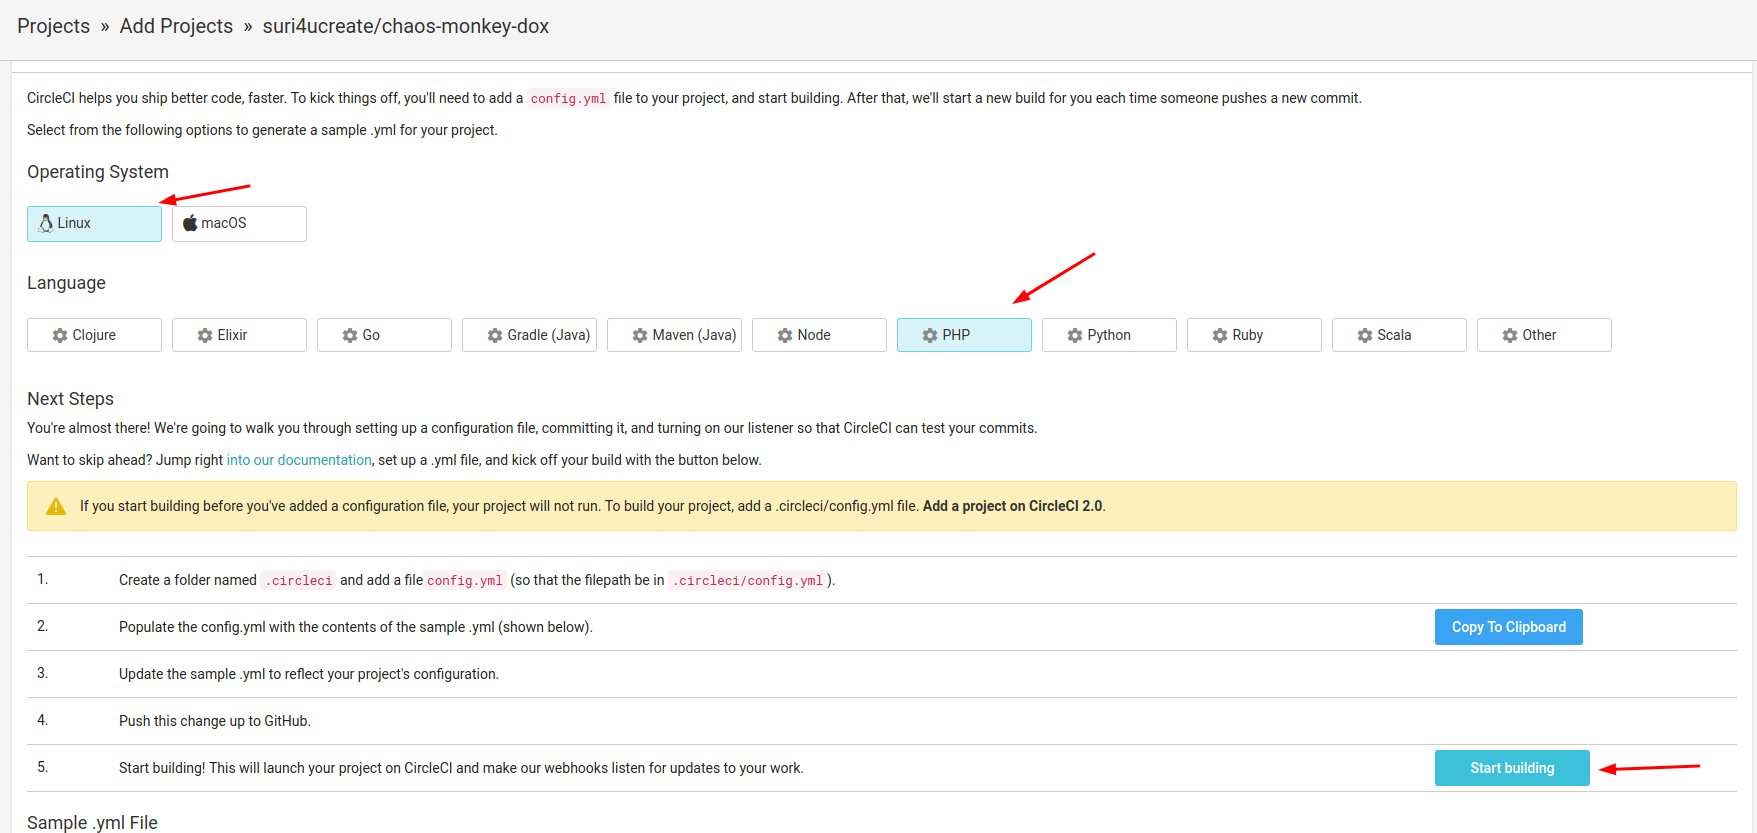 Projects » Add Projects » suri4ucreate/chaos-monkey-dox
CircleCI helps you ship better code, faster. To kick things off, you'll need to add a config.yml file to your project, and start building. After that, we'll start a new build for you each time someone pushes a new commit.
Select from the following options to generate a sample .yml for your project.
Operating System
Linux macOS
Language
Clojure Elixir Go Gradle (Java) Maven (Java) Node PHP Python Ruby Scala Other
Next Steps
You're almost there! We're going to walk you through setting up a configuration file, committing it, and turning on our listener so that CircleCI can test your commits.
Want to skip ahead? Jump right into our documentation, set up a .yml file, and kick off your build with the button below.
If you start building before you've added a configuration file, your project will not run. To build your project, add a .circleci/config.yml file. Add a project on CircleCI 2.0.
1. Create a folder named .circleci and add a file config.yml (so that the filepath be in .circleci/config.yml ).
2. Populate the config.yml with the contents of the sample .yml (shown below). Copy To Clipboard
3. Update the sample .yml to reflect your project's configuration.
4. Push this change up to GitHub.
5. Start building! This will launch your project on CircleCI and make our webhooks listen for updates to your work. Start building
Sample .yml File